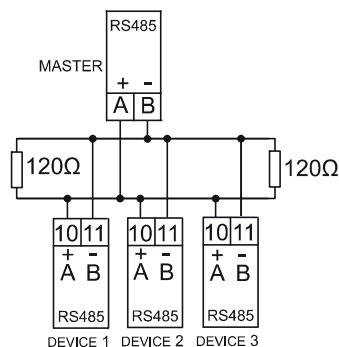 RS485
MASTER
+ -
A B
120Ω 120Ω
10 11 10 11 10 11
+ - + - + -
A B A B A B
RS485 RS485 RS485
DEVICE 1 DEVICE 2 DEVICE 3